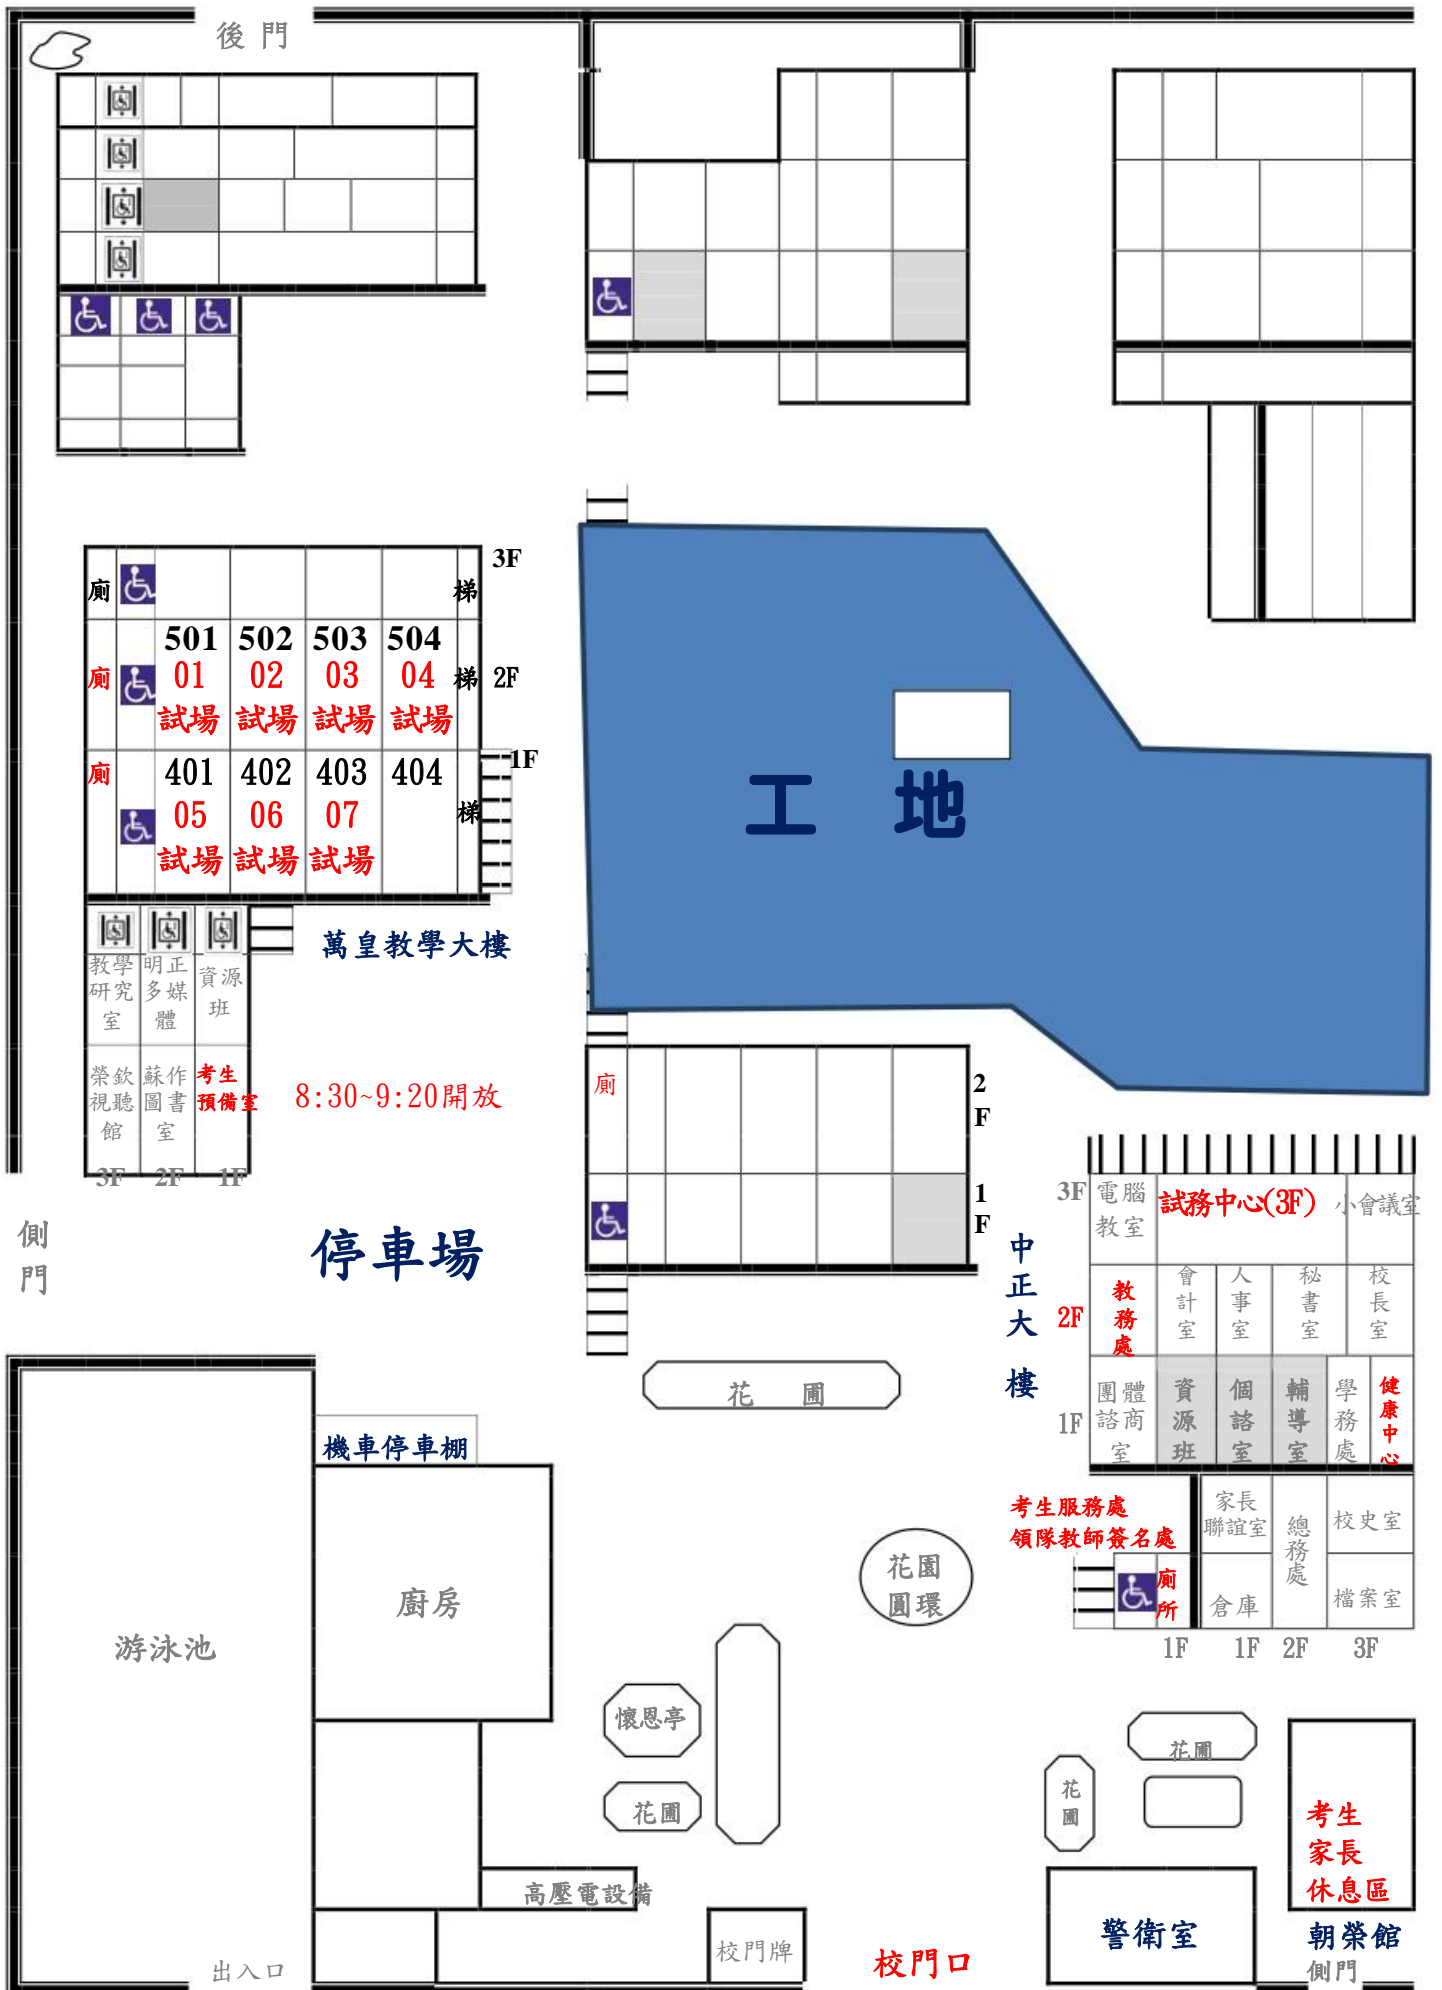 後 門
3F
廁 梯
501 502 503 504
廁 01 02 03 04 梯 2F
試場 試場 試場 試場
1F
廁 401 402 403 404
05 06 07 梯
試場 試場 試場
工 地
萬皇教學大樓
教學研究室
明正多媒體
資源班
榮欽視聽館
蘇作圖書室
考生預備室
8:30~9:20開放
3F 2F 1F
廁
2F
1F
側門
停車場
中正大樓
3F 電腦教室 試務中心(3F) 小會議室
2F 教務處 會計室 人事室 秘書室 校長室
1F 團體諮商室 資源班 個諮室 輔導室 學務處 健康中心
花 圃
機車停車棚
考生服務處
領隊教師簽名處
家長聯誼室
總務處
校史室
廁所
倉庫
檔案室
1F 1F 2F 3F
花園
圓環
廚房
游泳池
懷恩亭
花圃
花圃
花圃
考生
家長
休息區
高壓電設備
校門牌
校門口
警衛室
朝榮館
側門
出入口